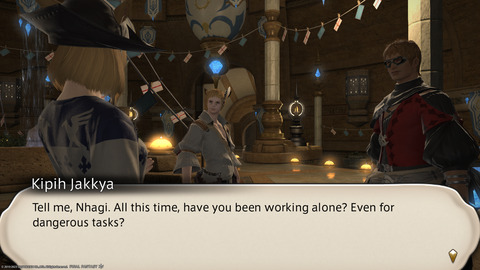 Kipih Jakkya
Tell me, Nhagi. All this time, have you been working alone? Even for
dangerous tasks?